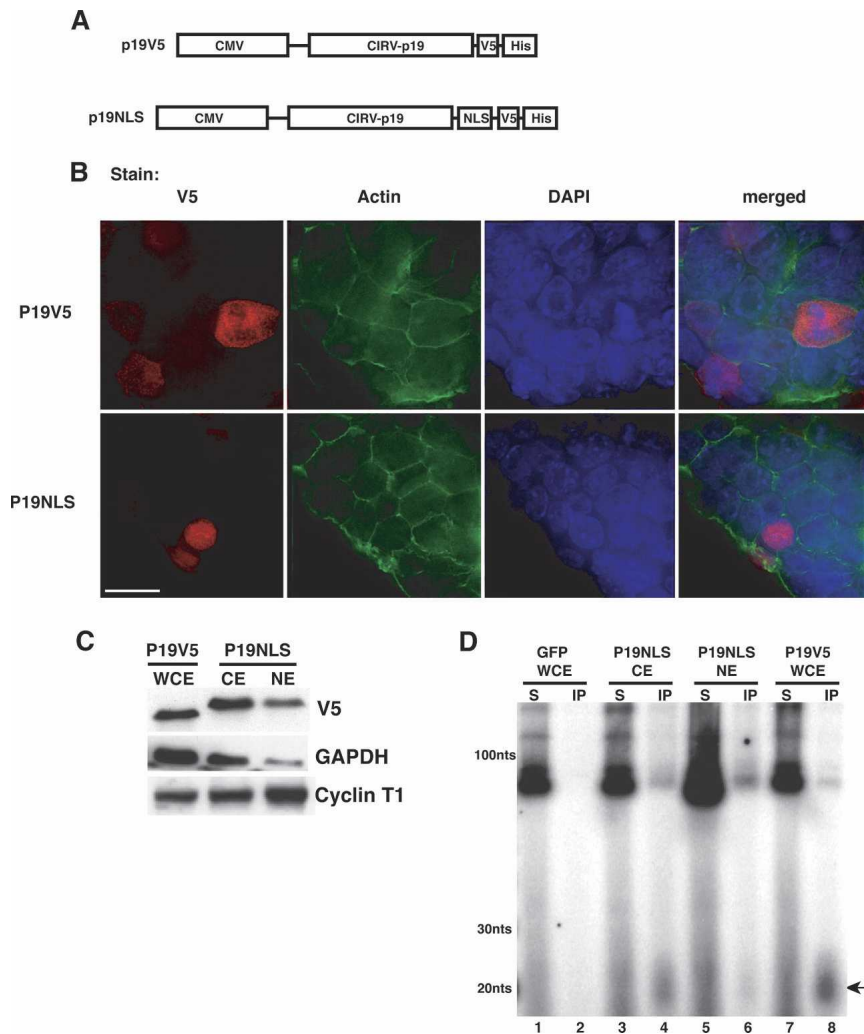 A
p19V5 CMV CIRV-p19 V5 His
p19NLS CMV CIRV-p19 NLS V5 His
B Stain:
V5 Actin DAPI merged
P19V5
P19NLS
C
P19V5 P19NLS
WCE CE NE
V5
GAPDH
Cyclin T1
D
GFP P19NLS P19NLS P19V5
WCE CE NE WCE
S IP S IP S IP S IP
100nts
30nts
20nts
1 2 3 4 5 6 7 8